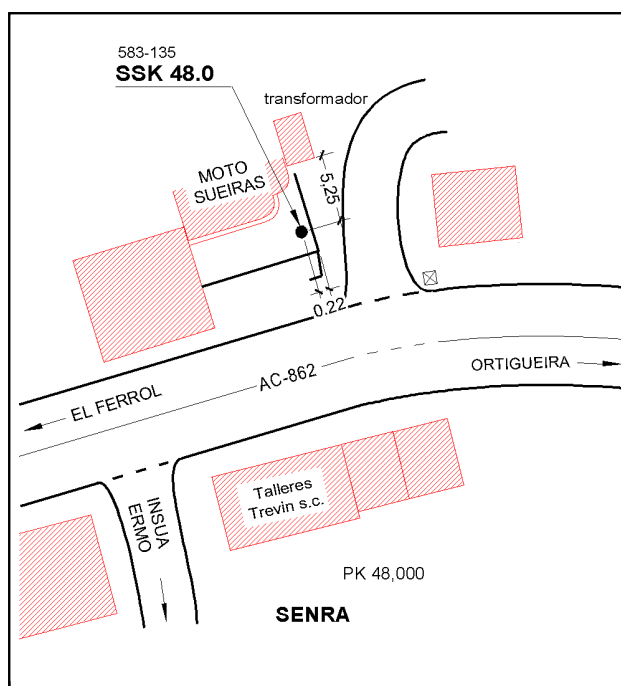 583-135
SSK 48.0
transformador
MOTO
SUEIRAS
5,25
0.22
AC-862
EL FERROL
ORTIGUEIRA
INSUA
ERMO
Talleres
Trevin s.c.
PK 48,000
SENRA